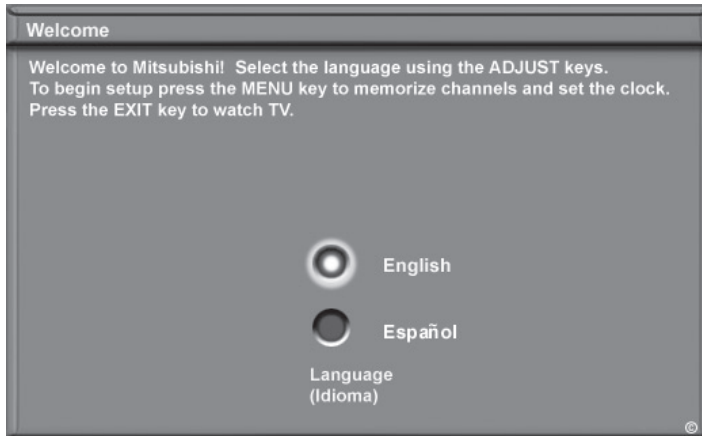 Welcome
Welcome to Mitsubishi! Select the language using the ADJUST keys.
To begin setup press the MENU key to memorize channels and set the clock.
Press the EXIT key to watch TV.
English
Español
Language
(Idioma)
©